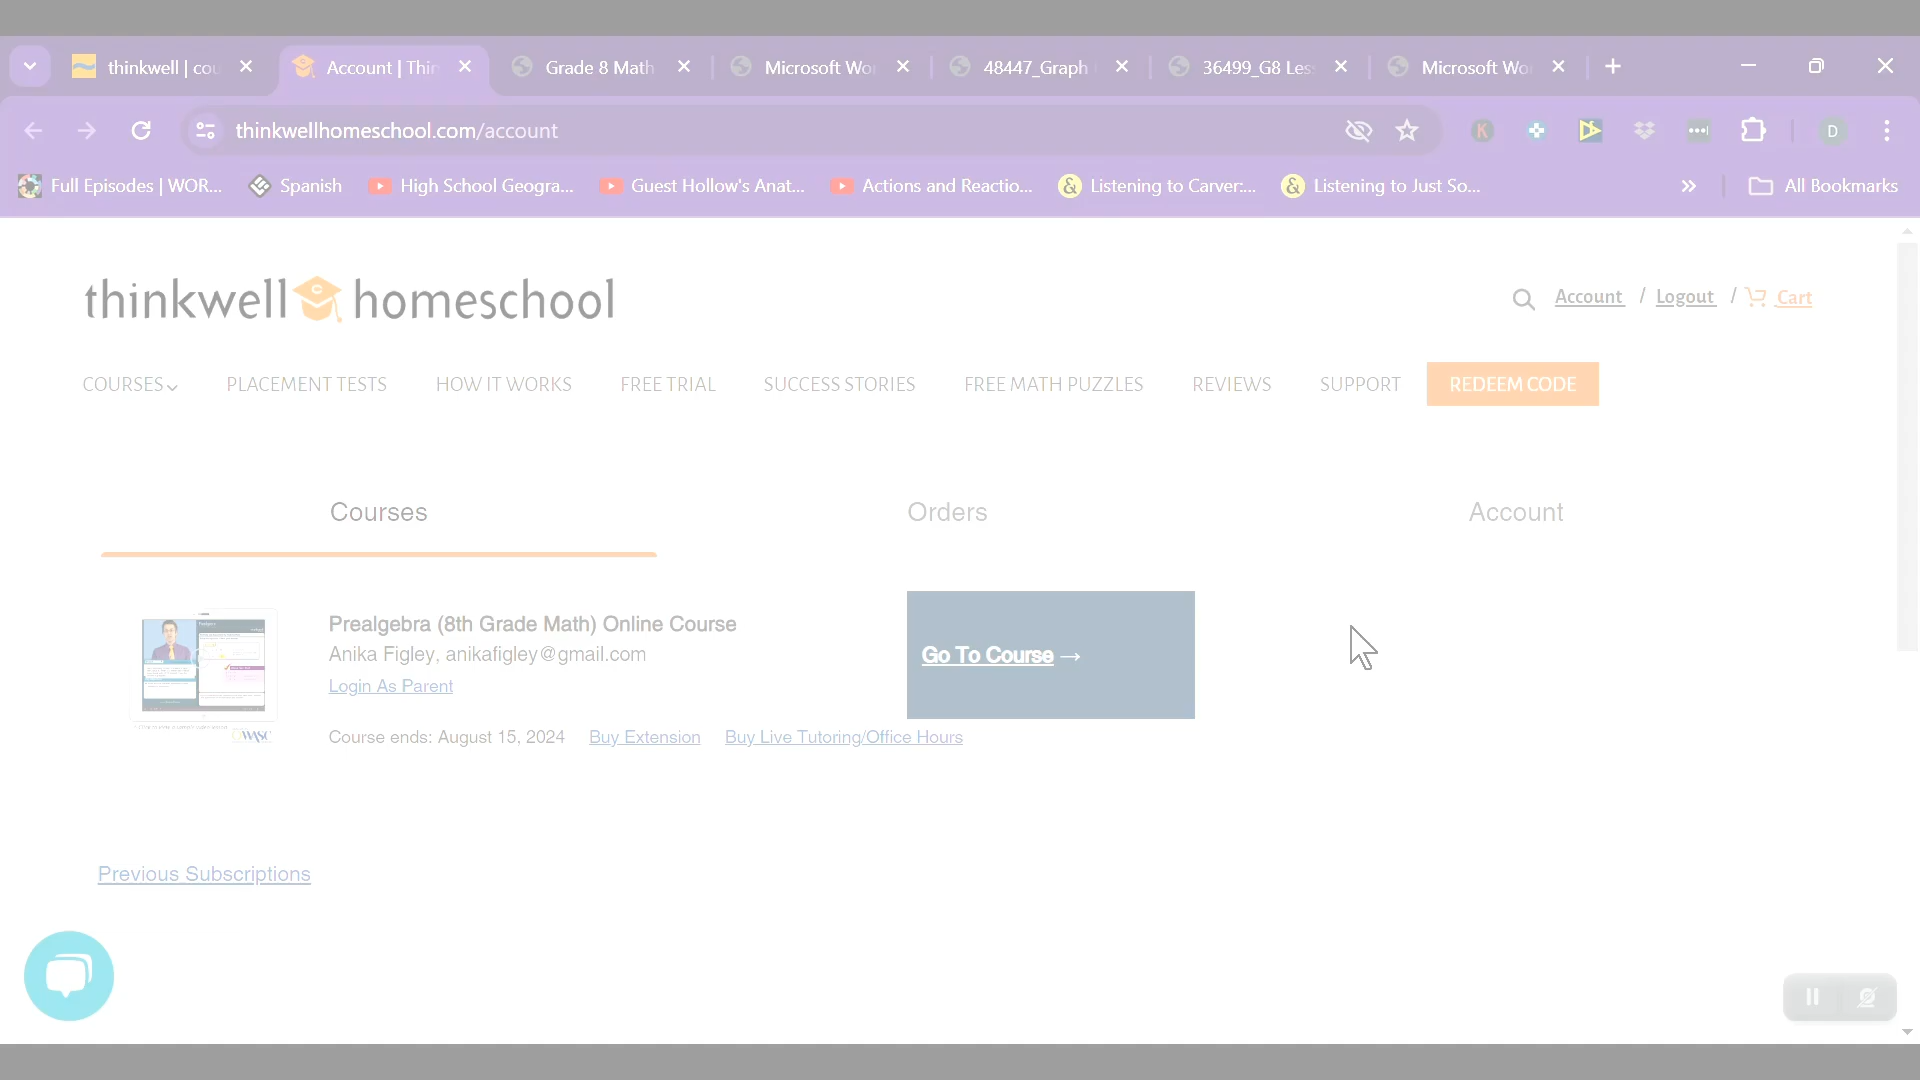 thinkwell | cou
Account | Thin
Grade 8 Math
Microsoft Wo
48447_Graph
36499_G8 Les
Microsoft Wo
thinkwellhomeschool.com/account
K
D
Full Episodes | WOR...
Spanish
High School Geogra...
Guest Hollow's Anat...
Actions and Reactio...
Listening to Carver:...
Listening to Just So...
All Bookmarks
thinkwell homeschool
Account / Logout / Cart
COURSES
PLACEMENT TESTS
HOW IT WORKS
FREE TRIAL
SUCCESS STORIES
FREE MATH PUZZLES
REVIEWS
SUPPORT
REDEEM CODE
Courses
Orders
Account
Prealgebra (8th Grade Math) Online Course
Anika Figley, anikafigley@gmail.com
Login As Parent
Go To Course →
WASC
Course ends: August 15, 2024
Buy Extension
Buy Live Tutoring/Office Hours
Previous Subscriptions